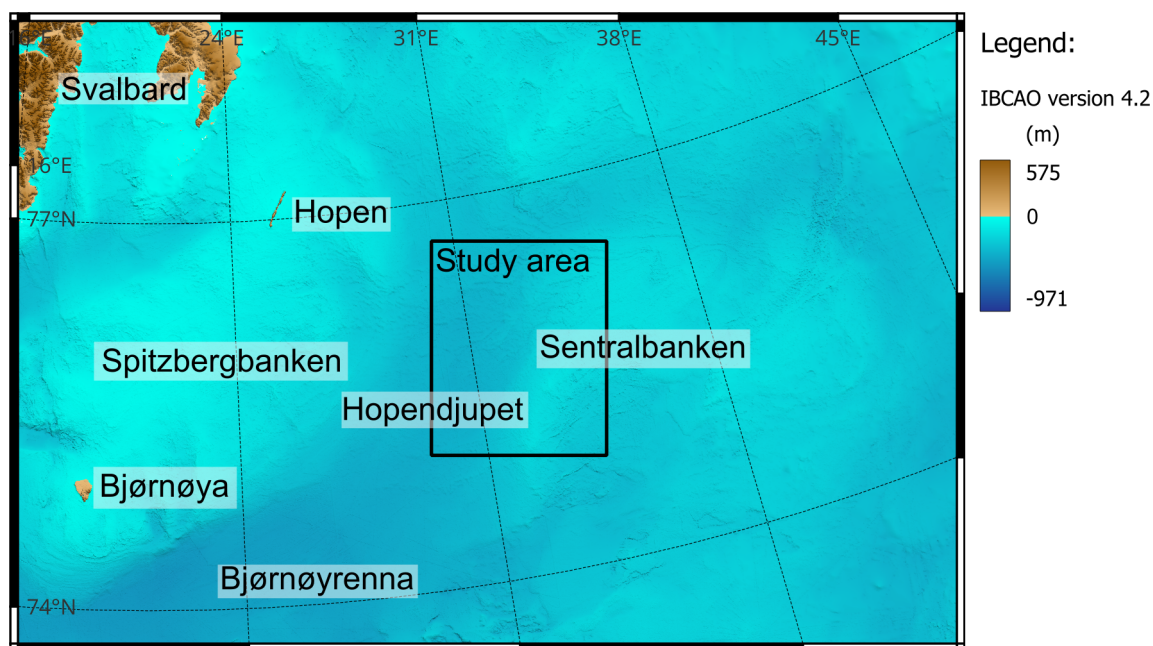 24°E
31°E
38°E
45°E
Legend:
Svalbard
IBCAO version 4.2
(m)
16°E
575
77°N
Hopen
0
Study area
-971
Sentralbanken
Spitzbergbanken
Hopendjupet
Bjørnøya
Bjørnøyrenna
74°N